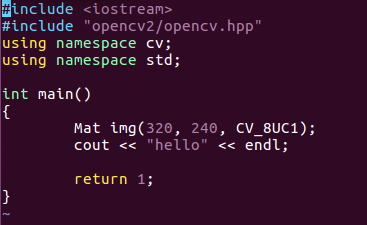 #include <iostream>
#include "opencv2/opencv.hpp"
using namespace cv;
using namespace std;

int main()
{
        Mat img(320, 240, CV_8UC1);
        cout << "hello" << endl;

        return 1;
}
~